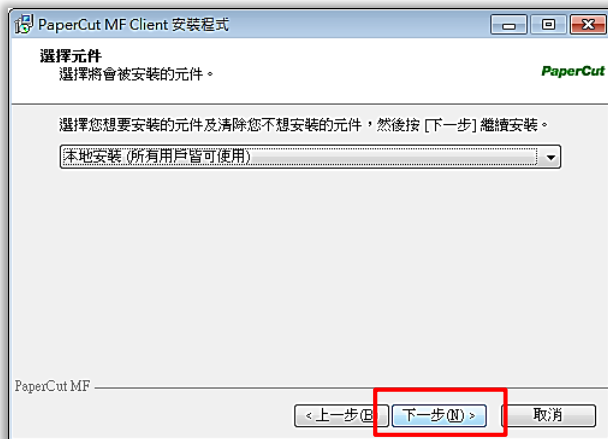 PaperCut MF Client 安裝程式
選擇元件
選擇將會被安裝的元件。
PaperCut
選擇您想要安裝的元件及清除您不想安裝的元件，然後按 [下一步] 繼續安裝。
本地安裝 (所有用戶皆可使用)
PaperCut MF
<上一步(B 下一步(N) > 取消